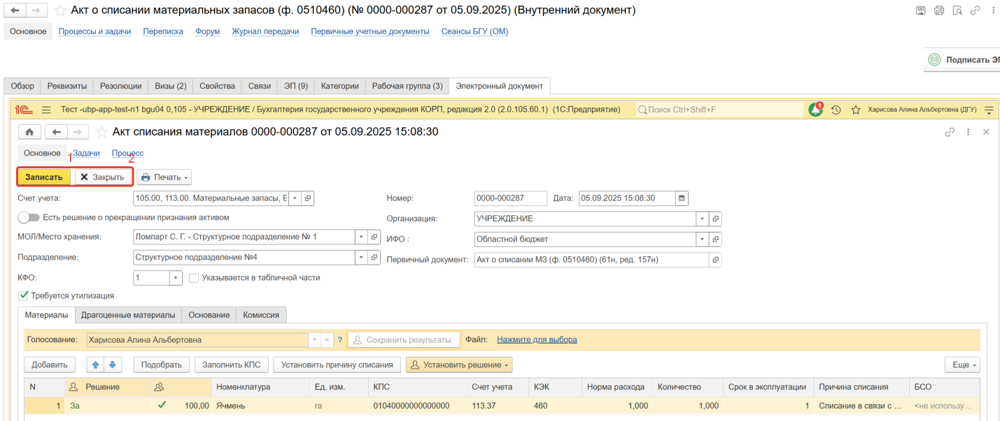 Акт о списании материальных запасов (ф. 0510460) (№ 0000-000287 от 05.09.2025) (Внутренний документ)
Основное Процессы и задачи Переписка Форум Журнал передачи Первичные учетные документы Сеансы БГУ (ОМ)
Подписать ЭП
Обзор Реквизиты Резолюции Визы (2) Свойства Связи ЭП (9) Категории Рабочая группа (3) Электронный документ
1С Тест -ubp-app-test-n1 bgu04 0,105 - УЧРЕЖДЕНИЕ / Бухгалтерия государственного учреждения КОРП, редакция 2.0 (2.0.105.60.1) (1С:Предприятие) Поиск Ctrl+Shift+F 1 Харисова Алина Альбертовна (ДГУ)
Акт списания материалов 0000-000287 от 05.09.2025 15:08:30
Основное Задачи Процесс
1 2
Записать Закрыть Печать
Счет учета: 105.00, 113.00. Материальные запасы, Номер: 0000-000287 Дата: 05.09.2025 15:08:30
Есть решение о прекращении признания активом Организация: УЧРЕЖДЕНИЕ
МОЛ/Место хранения: Ломпарт С. Г. - Структурное подразделение № 1 ИФО : Областной бюджет
Подразделение: Структурное подразделение №4 Первичный документ: Акт о списании МЗ (ф. 0510460) (61н, ред. 157н)
КФО: 1 Указывается в табличной части
Требуется утилизация
Материалы Драгоценные материалы Основание Комиссия
Голосование: Харисова Алина Альбертовна ? Сохранить результаты Файл: Нажмите для выбора
Добавить Подобрать Заполнить КПС Установить причину списания Установить решение Еще
N Решение Номенклатура Ед. изм. КПС Счет учета КЭК Норма расхода Количество Срок в эксплуатации Причина списания БСО
1 За 100,00 Ячмень га 01040000000000000 113.37 460 1,000 1,000 1 Списание в связи с ... <не использу...